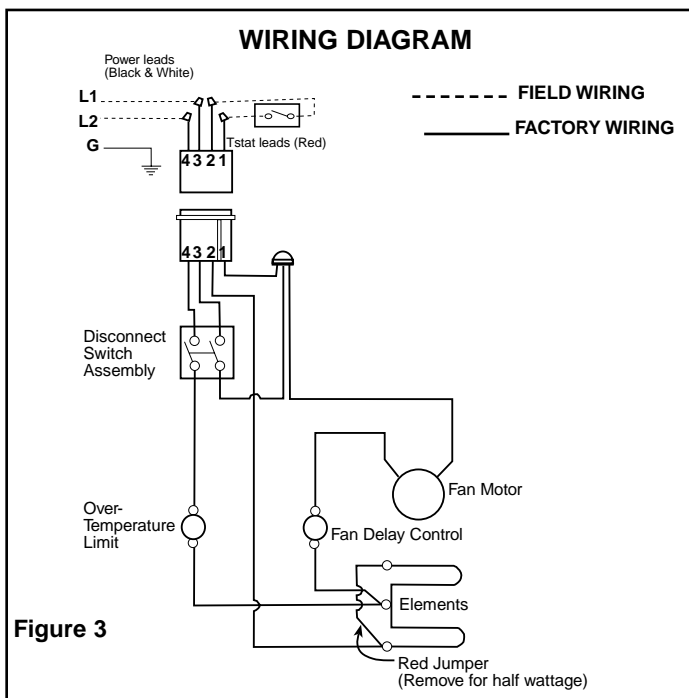 WIRING DIAGRAM
Power leads
(Black & White)
L1
L2
G
Tstat leads (Red)
FIELD WIRING
FACTORY WIRING
4 3 2 1
4 3 2 1
Disconnect
Switch
Assembly
Over-
Temperature
Limit
Fan Motor
Fan Delay Control
Elements
Figure 3
Red Jumper
(Remove for half wattage)